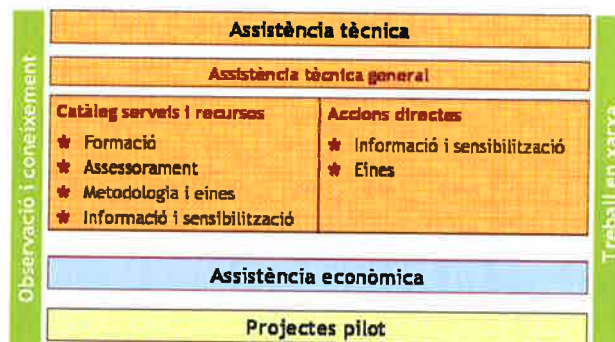 Assistència tècnica
Assistència tècnica general
Catàleg serveis i recursos
Formació
Assessorament
Metodologia i eines
Informació i sensibilització
Accions directes
Informació i sensibilització
Eines
Assistència econòmica
Projectes pilot
Observació i coneixement
Treball en xarxa